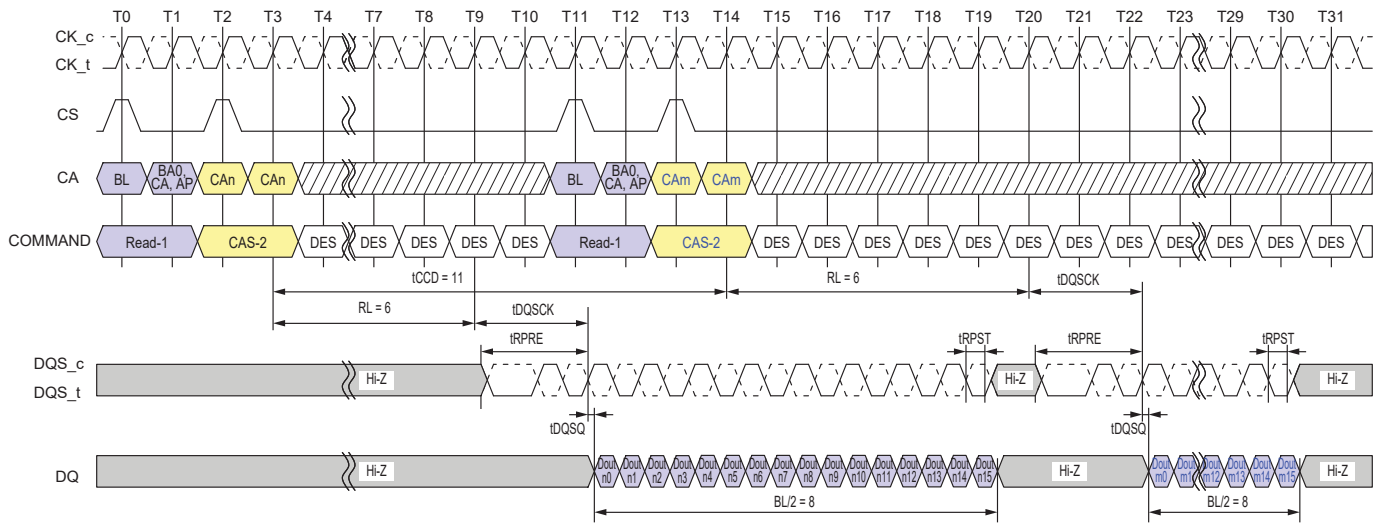 T0 T1 T2 T3 T4 T7 T8 T9 T10 T11 T12 T13 T14 T15 T16 T17 T18 T19 T20 T21 T22 T23 T29 T30 T31
CK_c
CK_t
CS
CA BL BA0, CA, AP CAn CAn BL BA0, CA, AP CAm CAm
COMMAND Read-1 CAS-2 DES DES DES DES DES Read-1 CAS-2 DES DES DES DES DES DES DES DES DES DES DES DES
tCCD = 11 RL = 6 tDQSCK
RL = 6 tDQSCK
tRPRE tRPST tRPRE tRPST
DQS_c
DQS_t
Hi-Z Hi-Z Hi-Z
tDQSQ tDQSQ
DQ Hi-Z Dout n0 Dout n1 Dout n2 Dout n3 Dout n4 Dout n5 Dout n6 Dout n7 Dout n8 Dout n9 Dout n10 Dout n11 Dout n12 Dout n13 Dout n14 Dout n15 Hi-Z Dout m0 Dout m1 Dout m12 Dout m13 Dout m14 Dout m15 Hi-Z
BL/2 = 8 BL/2 = 8